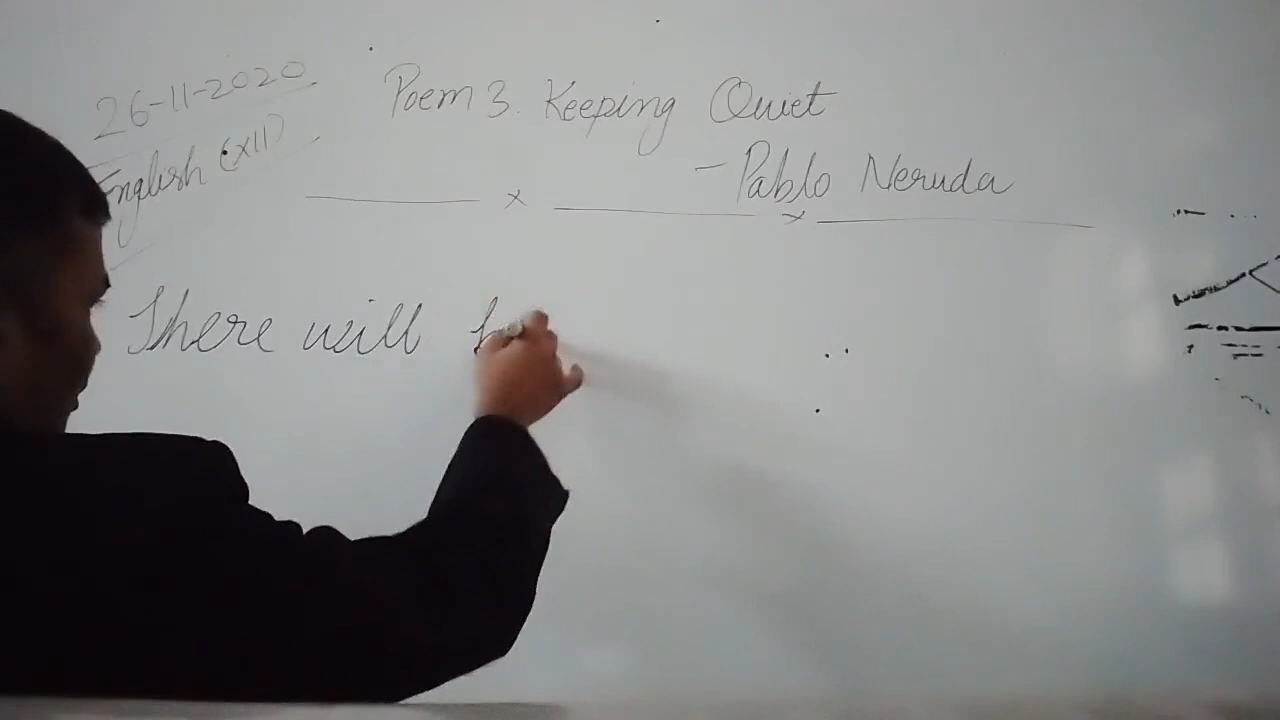 26-11-2020
English (XII)
Poem 3. Keeping Quiet
- Pablo Neruda
There will